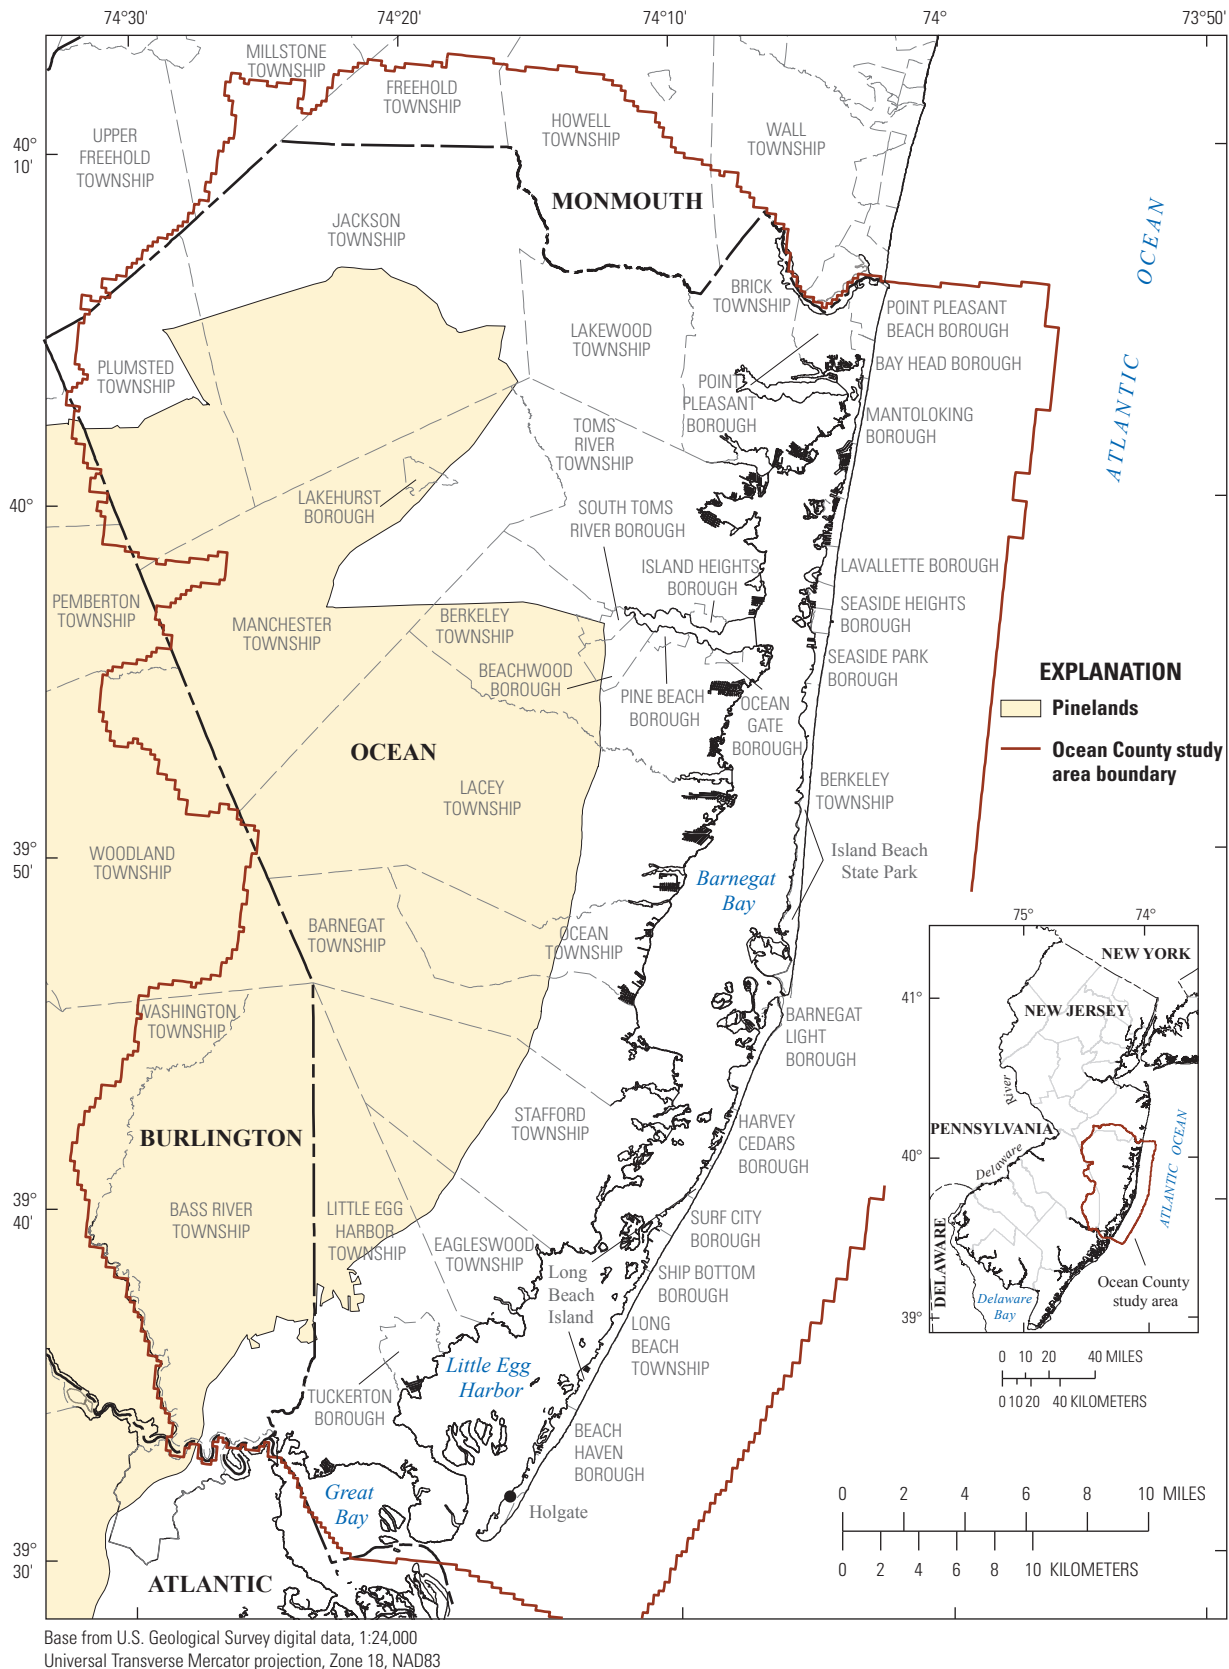 74°30'
74°20'
74°10'
74°
73°50'
MILLSTONE
TOWNSHIP
FREEHOLD
TOWNSHIP
HOWELL
TOWNSHIP
WALL
TOWNSHIP
UPPER
FREEHOLD
TOWNSHIP
40°
10'
MONMOUTH
JACKSON
TOWNSHIP
ATLANTIC OCEAN
BRICK
TOWNSHIP
POINT PLEASANT
BEACH BOROUGH
LAKEWOOD
TOWNSHIP
BAY HEAD BOROUGH
PLUMSTED
TOWNSHIP
POINT
PLEASANT
BOROUGH
MANTOLOKING
BOROUGH
TOMS
RIVER
TOWNSHIP
LAKEHURST
BOROUGH
40°
SOUTH TOMS
RIVER BOROUGH
ISLAND HEIGHTS
BOROUGH
LAVALLETTE BOROUGH
PEMBERTON
TOWNSHIP
MANCHESTER
TOWNSHIP
BERKELEY
TOWNSHIP
SEASIDE HEIGHTS
BOROUGH
BEACHWOOD
BOROUGH
SEASIDE PARK
BOROUGH
PINE BEACH
BOROUGH
OCEAN
GATE
BOROUGH
EXPLANATION
Pinelands
Ocean County study
area boundary
OCEAN
LACEY
TOWNSHIP
BERKELEY
TOWNSHIP
39°
50'
WOODLAND
TOWNSHIP
Island Beach
State Park
Barnegat
Bay
BARNEGAT
TOWNSHIP
OCEAN
TOWNSHIP
WASHINGTON
TOWNSHIP
BARNEGAT
LIGHT
BOROUGH
STAFFORD
TOWNSHIP
HARVEY
CEDARS
BOROUGH
BURLINGTON
39°
40'
BASS RIVER
TOWNSHIP
LITTLE EGG
HARBOR
TOWNSHIP
EAGLESWOOD
TOWNSHIP
SURF CITY
BOROUGH
Long
Beach
Island
SHIP BOTTOM
BOROUGH
LONG
BEACH
TOWNSHIP
Little Egg
Harbor
TUCKERTON
BOROUGH
BEACH
HAVEN
BOROUGH
Great
Bay
Holgate
39°
30'
ATLANTIC
75°
74°
NEW YORK
41°
NEW JERSEY
River
PENNSYLVANIA
Delaware
40°
ATLANTIC OCEAN
DELAWARE
Delaware
Bay
Ocean County
study area
39°
0 10 20 40 MILES
0 10 20 40 KILOMETERS
0 2 4 6 8 10 MILES
0 2 4 6 8 10 KILOMETERS
Base from U.S. Geological Survey digital data, 1:24,000
Universal Transverse Mercator projection, Zone 18, NAD83